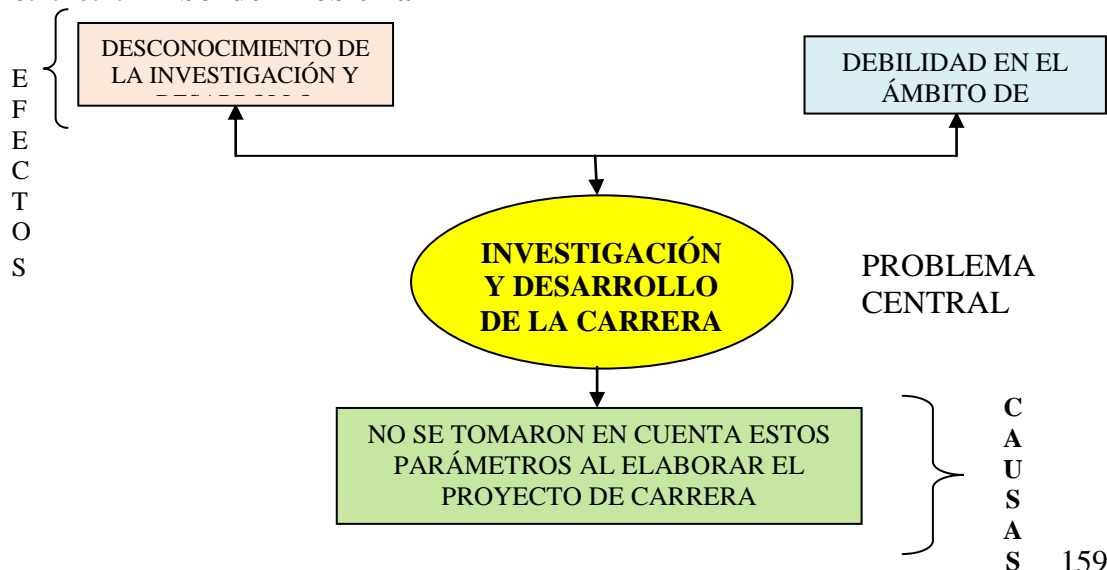 DESCONOCIMIENTO DE
LA INVESTIGACIÓN Y
DEBILIDAD EN EL
ÁMBITO DE
E
F
E
C
T
O
S
INVESTIGACIÓN
Y DESARROLLO
DE LA CARRERA
PROBLEMA
CENTRAL
NO SE TOMARON EN CUENTA ESTOS
PARÁMETROS AL ELABORAR EL
PROYECTO DE CARRERA
C
A
U
S
A
S
159